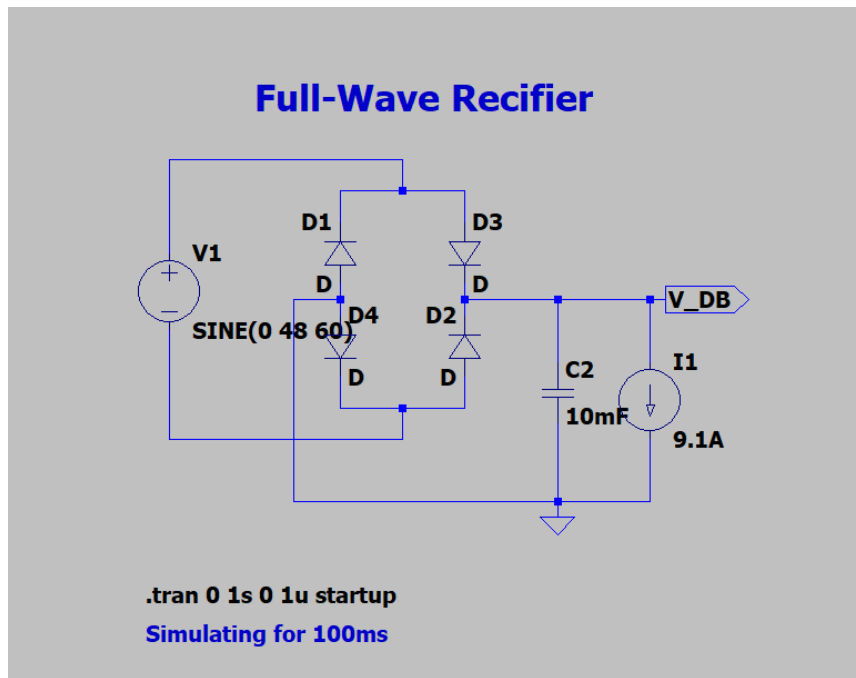 Full-Wave Recifier
D1
D3
V1
D
D
V_DB
D4
D2
SINE(0 48 60)
I1
C2
D
D
10mF
9.1A
.tran 0 1s 0 1u startup
Simulating for 100ms